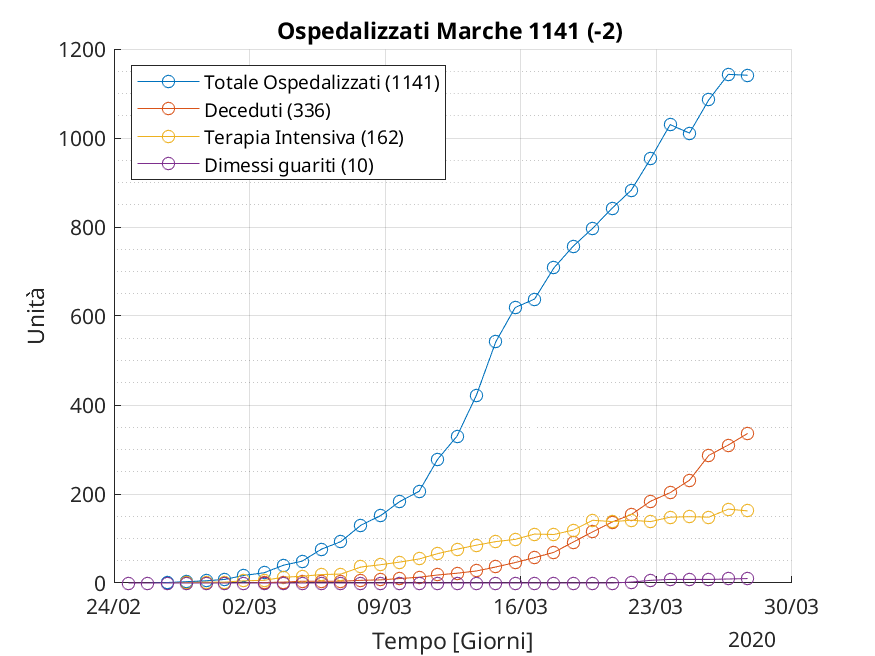 Ospedalizzati Marche 1141 (-2)
1200
1000
800
600
400
200
0
Unità
Totale Ospedalizzati (1141)
Deceduti (336)
Terapia Intensiva (162)
Dimessi guariti (10)
24/02 02/03 09/03 16/03 23/03 30/03
Tempo [Giorni]
2020